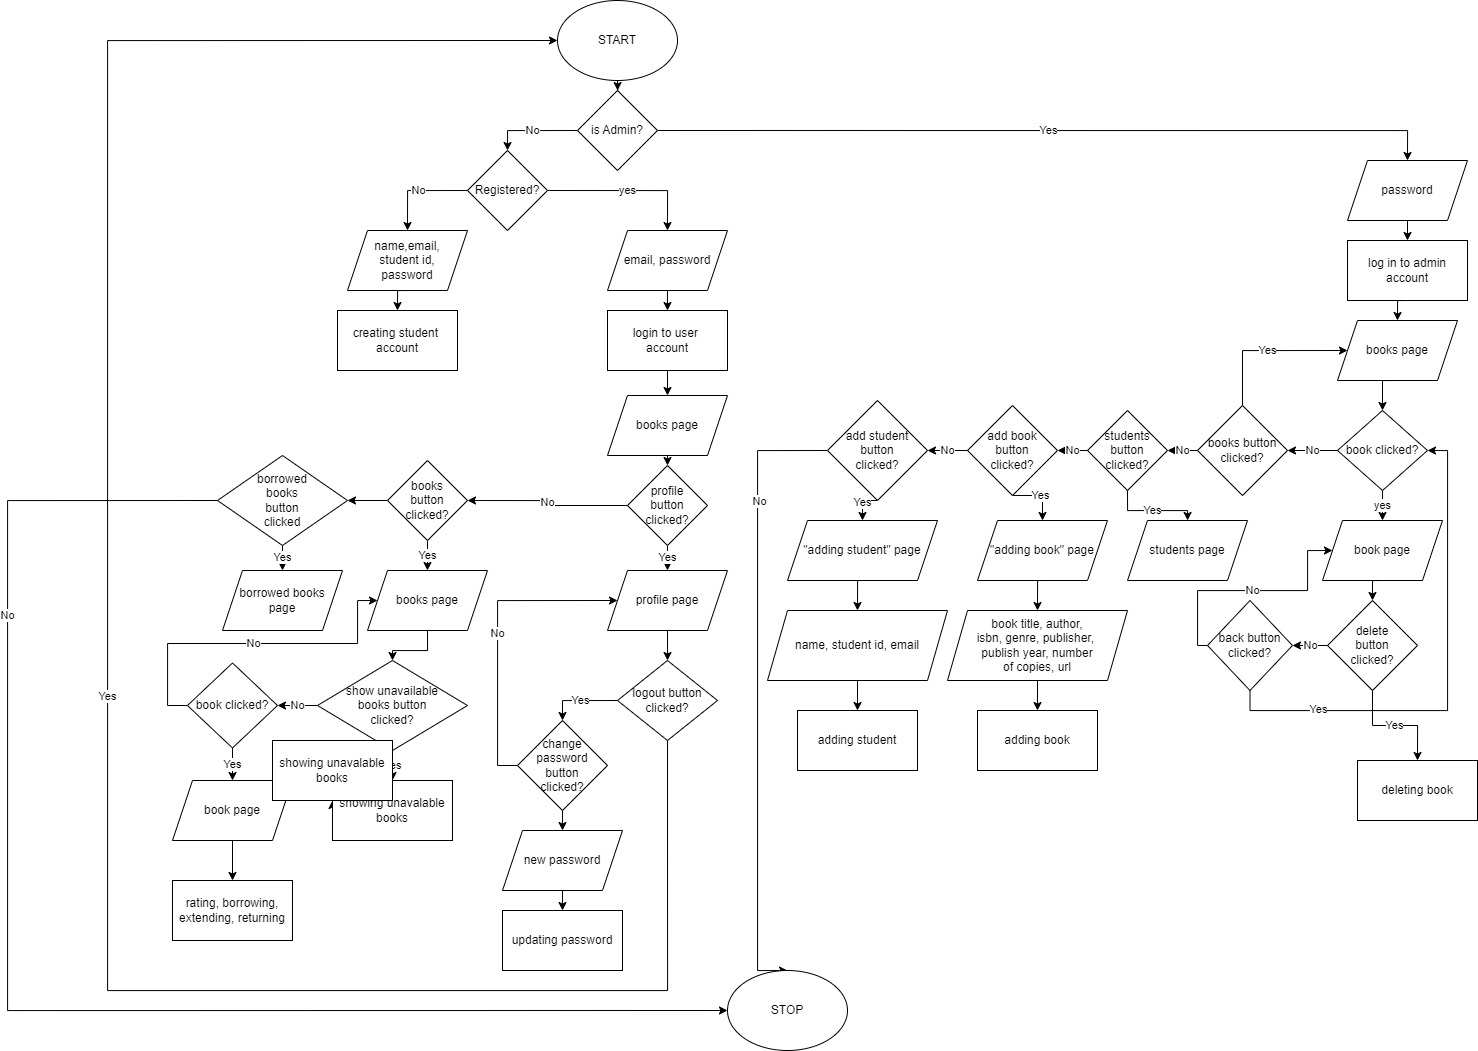 START
is Admin?
No
Yes
Registered?
No
yes
password
name,email,
student id,
password
email, password
log in to admin
account
creating student
account
login to user
account
books page
Yes
books page
add student
button
clicked?
No
add book
button
clicked?
No
students
button
clicked?
No
books button
clicked?
No
book clicked?
borrowed
books
button
clicked
books
button
clicked?
No
profile
button
clicked?
No
Yes
Yes
Yes
yes
Yes
Yes
Yes
"adding student" page
"adding book" page
students page
book page
borrowed books
page
books page
profile page
No
No
No
No
name, student id, email
book title, author,
isbn, genre, publisher,
publish year, number
of copies, url
back button
clicked?
No
delete
button
clicked?
book clicked?
No
show unavailable
books button
clicked?
Yes
Yes
logout button
clicked?
Yes
Yes
adding student
adding book
change
password
button
clicked?
Yes
es
showing unavalable
books
deleting book
book page
showing unavalable
books
new password
rating, borrowing,
extending, returning
updating password
STOP